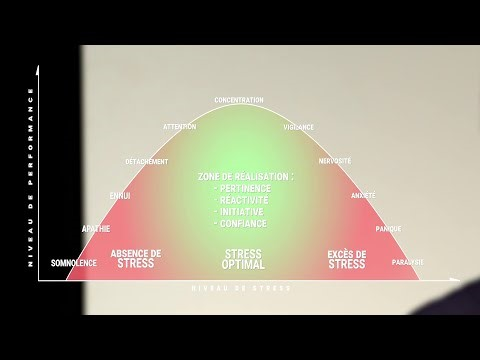 NIVEAU DE PERFORMANCE
CONCENTRATION
ATTENTION
VIGILANCE
DÉTACHEMENT
NERVOSITÉ
ENNUI
ANXIÉTÉ
APATHIE
PANIQUE
SOMNOLENCE
PARALYSIE
ZONE DE RÉALISATION :
- PERTINENCE
- RÉACTIVITÉ
- INITIATIVE
- CONFIANCE
ABSENCE DE
STRESS
STRESS
OPTIMAL
EXCÈS DE
STRESS
NIVEAU DE STRESS